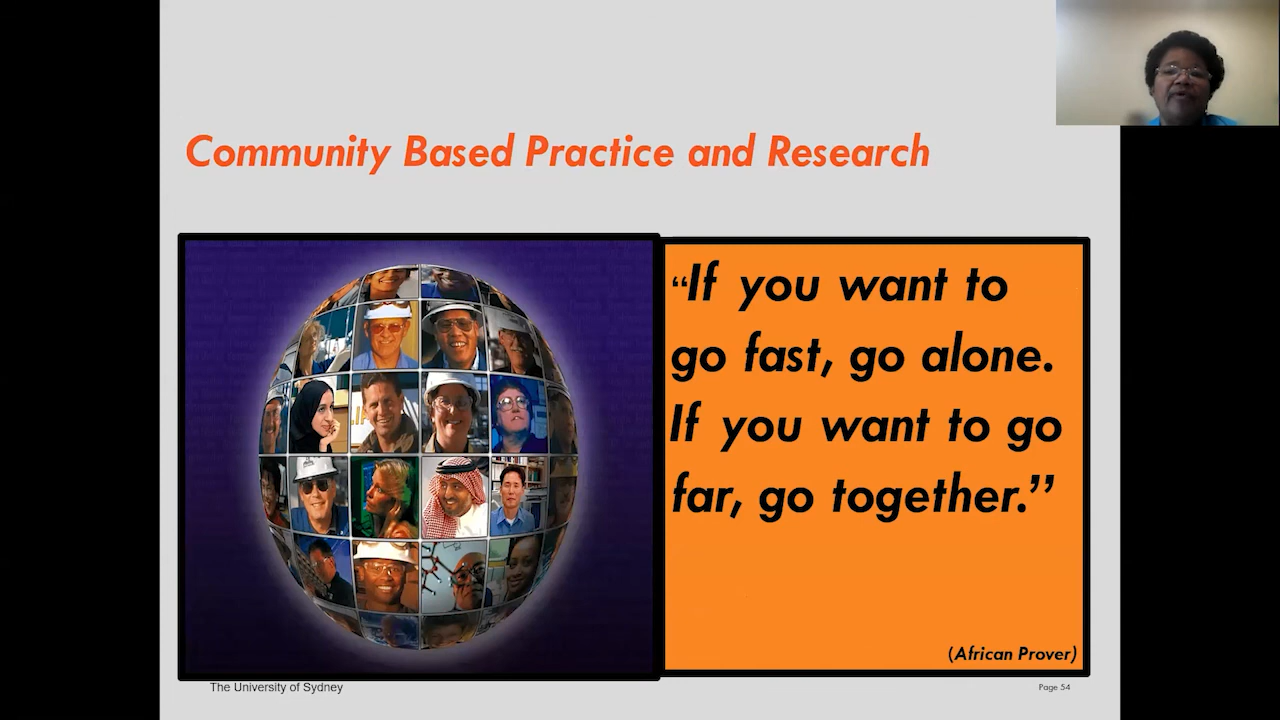 Community Based Practice and Research
“If you want to
go fast, go alone.
If you want to go
far, go together.”
(African Prover)
The University of Sydney
Page 54